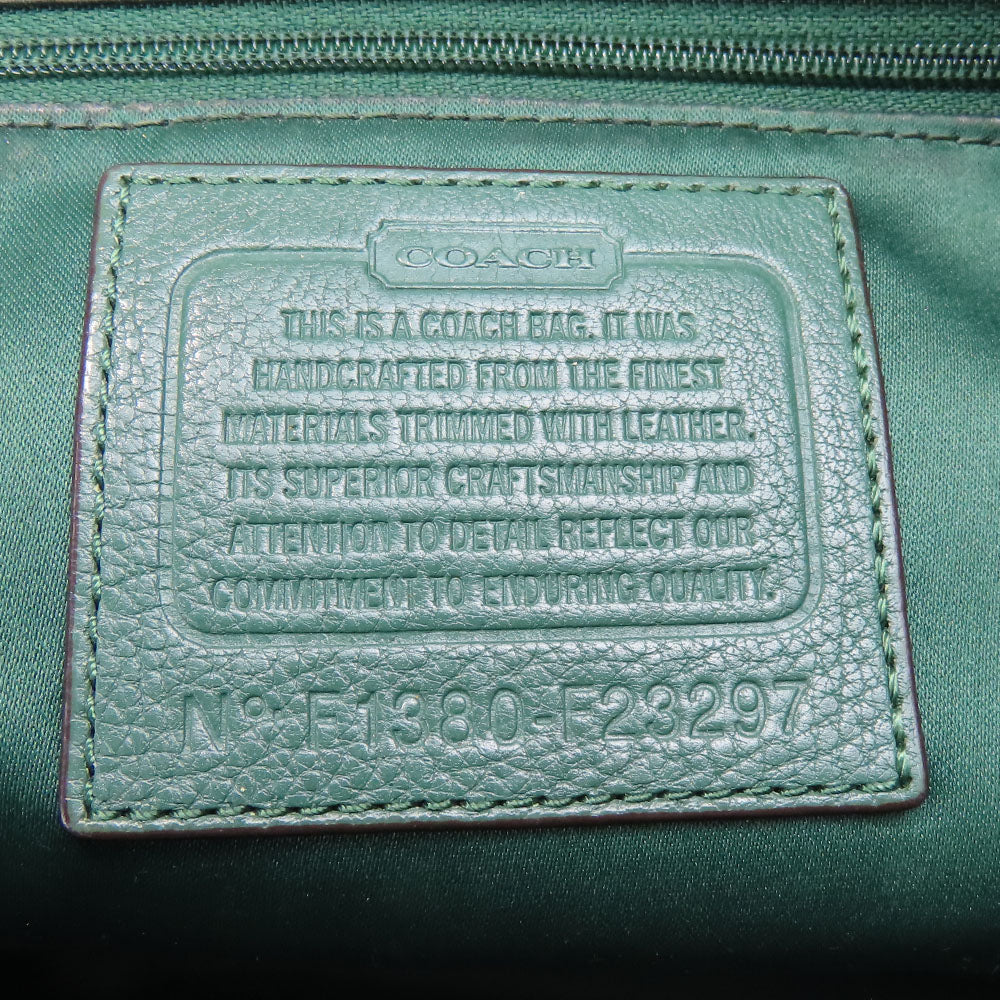 COACH
THIS IS A COACH BAG. IT WAS
HANDCRAFTED FROM THE FINEST
MATERIALS TRIMMED WITH LEATHER.
ITS SUPERIOR CRAFTSMANSHIP AND
ATTENTION TO DETAIL REFLECT OUR
COMMITMENT TO ENDURING QUALITY.
Nº: F1380-F23297